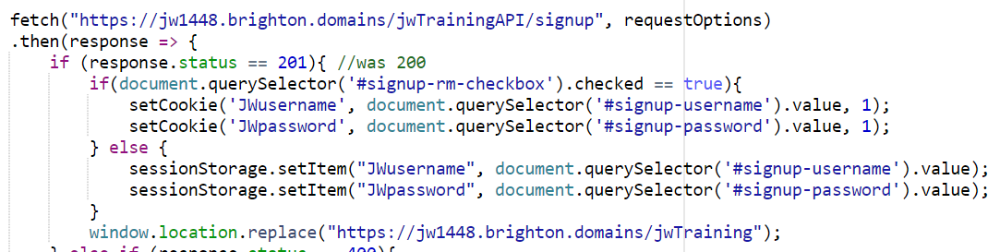 fetch("https://jw1448.brighton.domains/jwTrainingAPI/signup", requestOptions)
.then(response => {
    if (response.status == 201){ //was 200
        if(document.querySelector('#signup-rm-checkbox').checked == true){
            setCookie('JWusername', document.querySelector('#signup-username').value, 1);
            setCookie('JWpassword', document.querySelector('#signup-password').value, 1);
        } else {
            sessionStorage.setItem("JWusername", document.querySelector('#signup-username').value);
            sessionStorage.setItem("JWpassword", document.querySelector('#signup-password').value);
        }
        window.location.replace("https://jw1448.brighton.domains/jwTraining");
    } else if (response.status == 400){